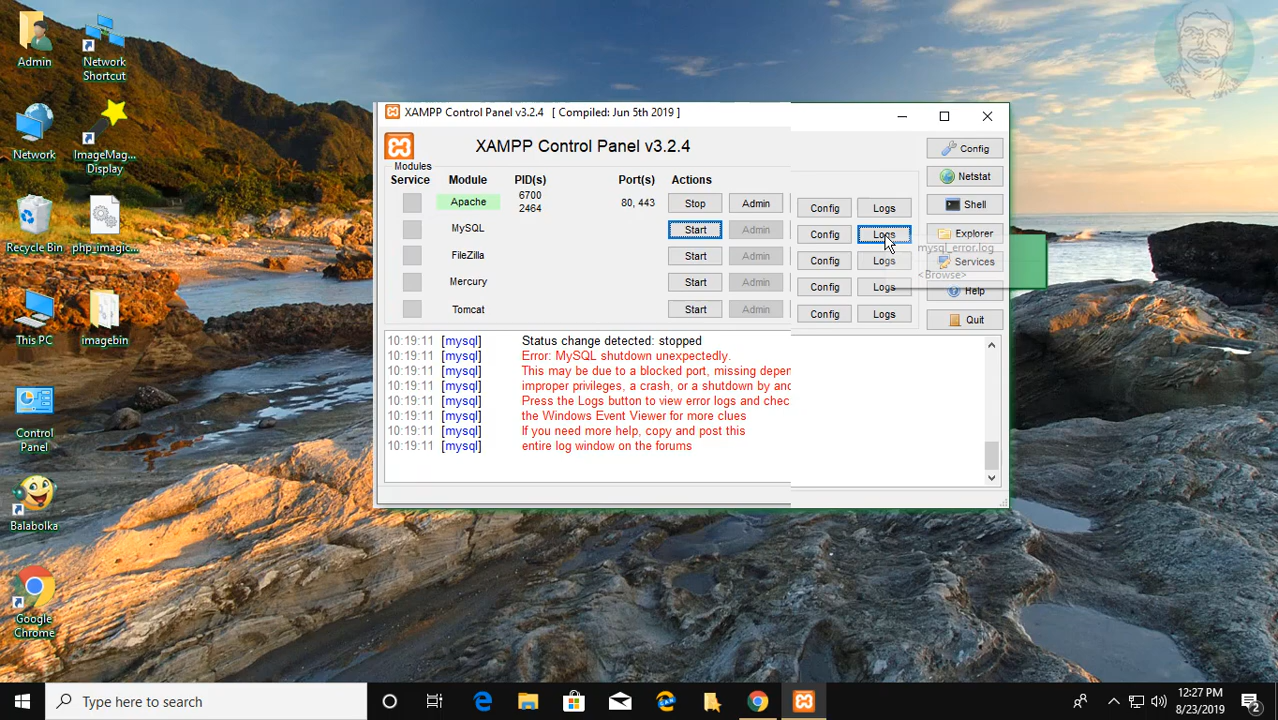 Admin
Network
Shortcut
Network
ImageMag...
Display
Recycle Bin
php_imagic...
This PC
imagebin
Control
Panel
Balabolka
Google
Chrome
XAMPP Control Panel v3.2.4 [ Compiled: Jun 5th 2019 ]
XAMPP Control Panel v3.2.4
Config
Modules
Service Module PID(s) Port(s) Actions
Netstat
Apache 6700 2464 80, 443 Stop Admin Config Logs
Shell
MySQL Start Admin Config Logs
Explorer
mysql_error.log
FileZilla Start Admin Config Logs
Services
<Browse>
Mercury Start Admin Config Logs
Help
Tomcat Start Admin Config Logs
Quit
10:19:11 [mysql] Status change detected: stopped
10:19:11 [mysql] Error: MySQL shutdown unexpectedly.
10:19:11 [mysql] This may be due to a blocked port, missing depen
10:19:11 [mysql] improper privileges, a crash, or a shutdown by ano
10:19:11 [mysql] Press the Logs button to view error logs and chec
10:19:11 [mysql] the Windows Event Viewer for more clues
10:19:11 [mysql] If you need more help, copy and post this
10:19:11 [mysql] entire log window on the forums
Type here to search
12:27 PM
8/23/2019
2